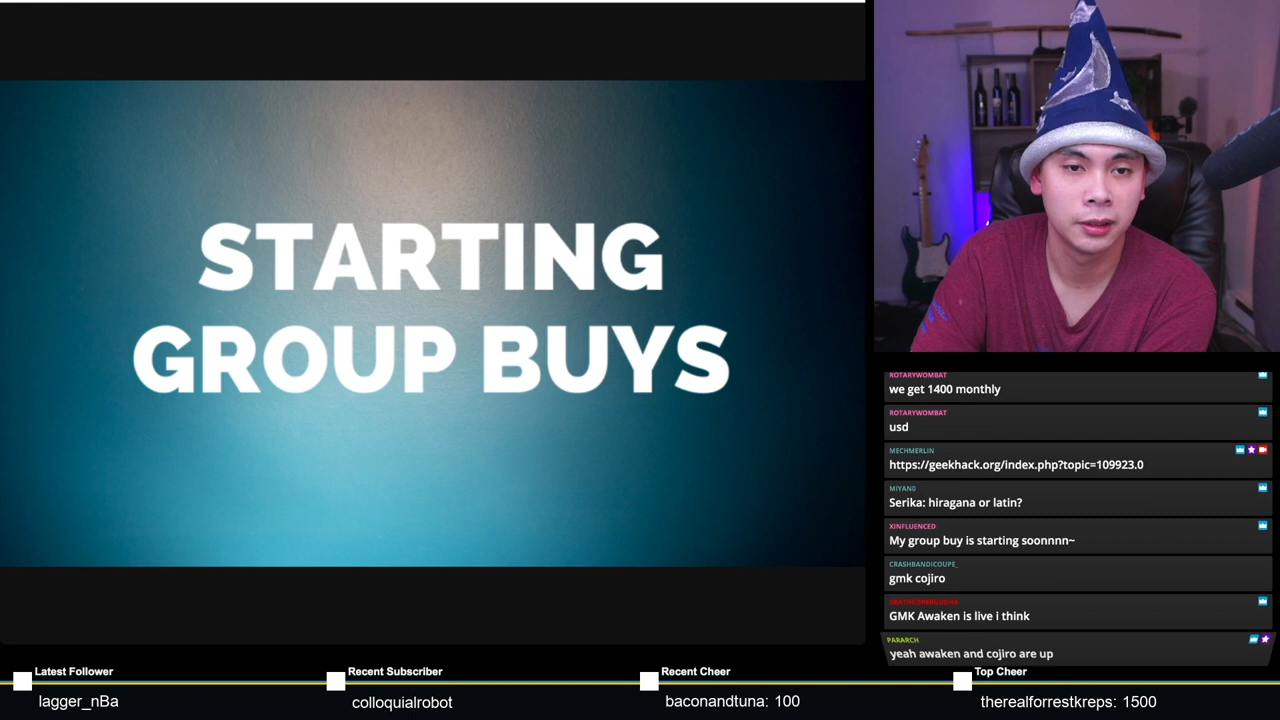 STARTING
GROUP BUYS
ROTARYWOMBAT
we get 1400 monthly
ROTARYWOMBAT
usd
MECHMERLIN
https://geekhack.org/index.php?topic=109923.0
MIYAN0
Serika: hiragana or latin?
XINFLUENCED
My group buy is starting soonnnn~
CRASHBANDICOUPE_
gmk cojiro
GMK Awaken is live i think
PARARCH
yeah awaken and cojiro are up
Latest Follower
lagger_nBa
Recent Subscriber
colloquialrobot
Recent Cheer
baconandtuna: 100
Top Cheer
therealforrestkreps: 1500